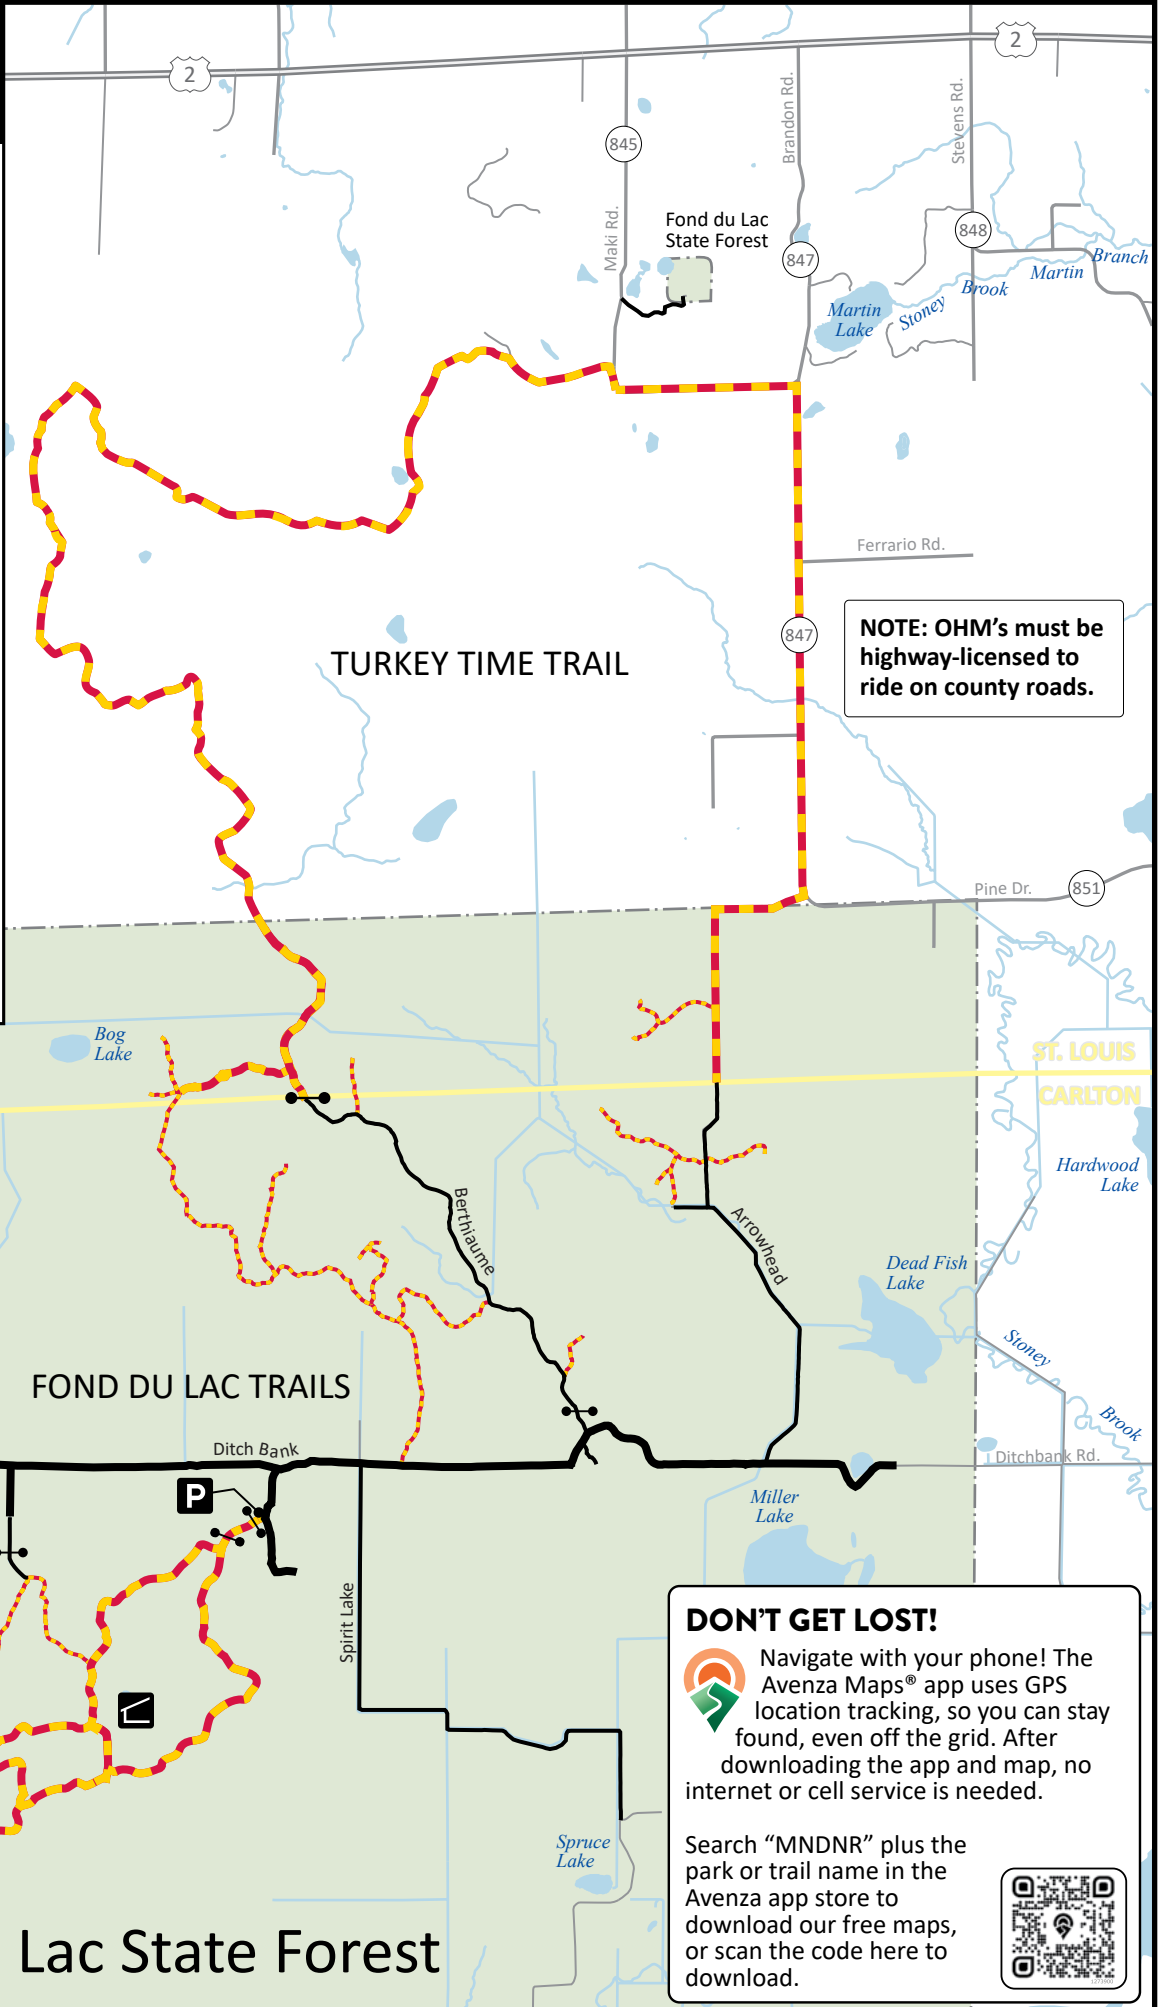 2
2
845
Brandon Rd.
Stevens Rd.
Maki Rd.
Fond du Lac
State Forest
847
848
Martin
Lake
Stoney
Brook
Martin
Branch
Ferrario Rd.
847
NOTE: OHM's must be
highway-licensed to
ride on county roads.
TURKEY TIME TRAIL
Pine Dr.
851
Bog
Lake
ST. LOUIS
CARLTON
Hardwood
Lake
Berthiaume
Arrowhead
Dead Fish
Lake
Stoney
Brook
FOND DU LAC TRAILS
Ditch Bank
Ditchbank Rd.
P
Miller
Lake
Spirit Lake
Spruce
Lake
Lac State Forest
DON'T GET LOST!
Navigate with your phone! The
Avenza Maps® app uses GPS
location tracking, so you can stay
found, even off the grid. After
downloading the app and map, no
internet or cell service is needed.
Search “MNDNR” plus the
park or trail name in the
Avenza app store to
download our free maps,
or scan the code here to
download.